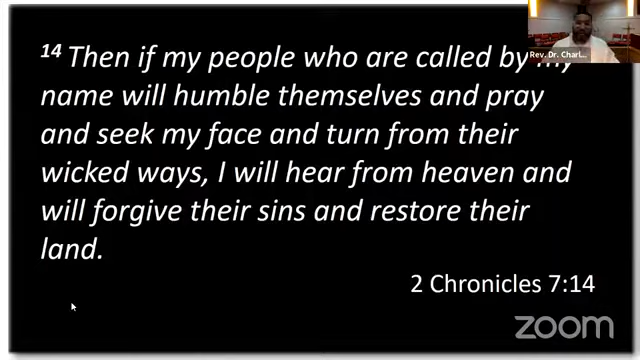 Rev. Dr. Charl...
14 Then if my people who are called by my
name will humble themselves and pray
and seek my face and turn from their
wicked ways, I will hear from heaven and
will forgive their sins and restore their
land.
2 Chronicles 7:14
zoom